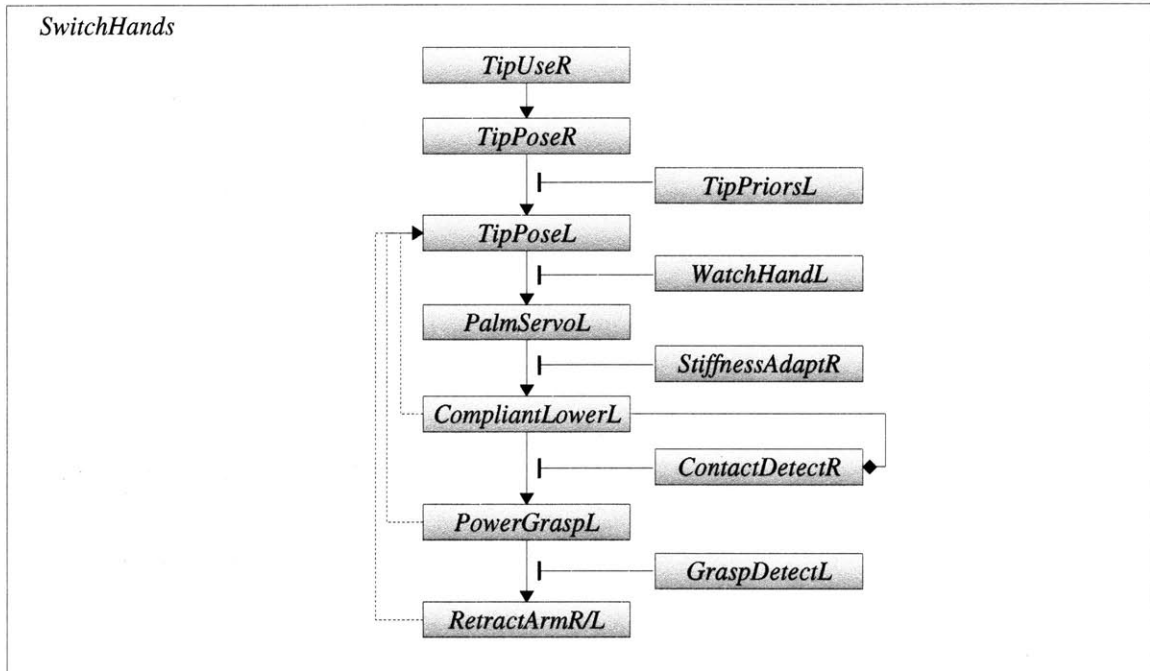 SwitchHands
TipUseR
TipPoseR
TipPriorsL
TipPoseL
WatchHandL
PalmServoL
StiffnessAdaptR
CompliantLowerL
ContactDetectR
PowerGraspL
GraspDetectL
RetractArmR/L